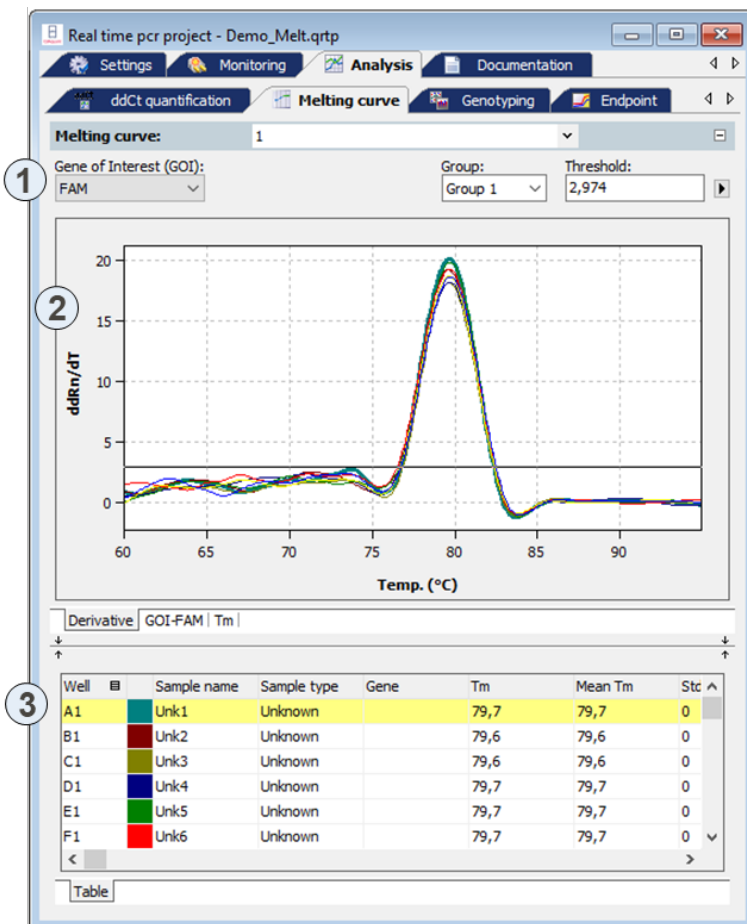 Real time pcr project - Demo_Melt.qrtp
Settings Monitoring Analysis Documentation
ddCt quantification Melting curve Genotyping Endpoint
Melting curve: 1
1
Gene of Interest (GOI): Group: Threshold:
FAM Group 1 2,974
2
20
15
10
5
0
ddRn/dT
60 65 70 75 80 85 90
Temp. (°C)
Derivative GOI-FAM Tm
3
Well Sample name Sample type Gene Tm Mean Tm Std
A1 Unk1 Unknown 79,7 79,7 0
B1 Unk2 Unknown 79,6 79,6 0
C1 Unk3 Unknown 79,6 79,6 0
D1 Unk4 Unknown 79,7 79,7 0
E1 Unk5 Unknown 79,7 79,7 0
F1 Unk6 Unknown 79,7 79,7 0
Table